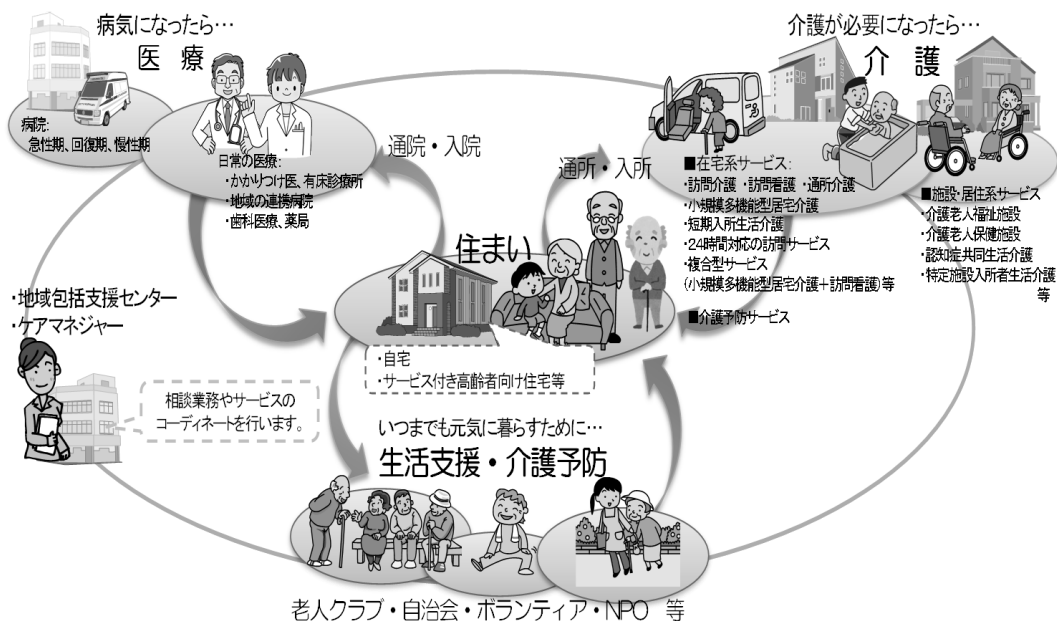 病気になったら…
医療
病院:
急性期、回復期、慢性期
日常の医療:
・かかりつけ医、有床診療所
・地域の連携病院
・歯科医療、薬局
通院・入院
介護が必要になったら…
介護
通所・入所
■在宅系サービス:
・訪問介護 ・訪問看護 ・通所介護
・小規模多機能型居宅介護
・短期入所生活介護
・24時間対応の訪問サービス
・複合型サービス
(小規模多機能型居宅介護+訪問看護)等
■介護予防サービス
■施設・居住系サービス
・介護老人福祉施設
・介護老人保健施設
・認知症共同生活介護
・特定施設入所者生活介護
等
住まい
・自宅
・サービス付き高齢者向け住宅等
・地域包括支援センター
・ケアマネジャー
相談業務やサービスの
コーディネートを行います。
いつまでも元気に暮らすために…
生活支援・介護予防
老人クラブ・自治会・ボランティア・NPO 等